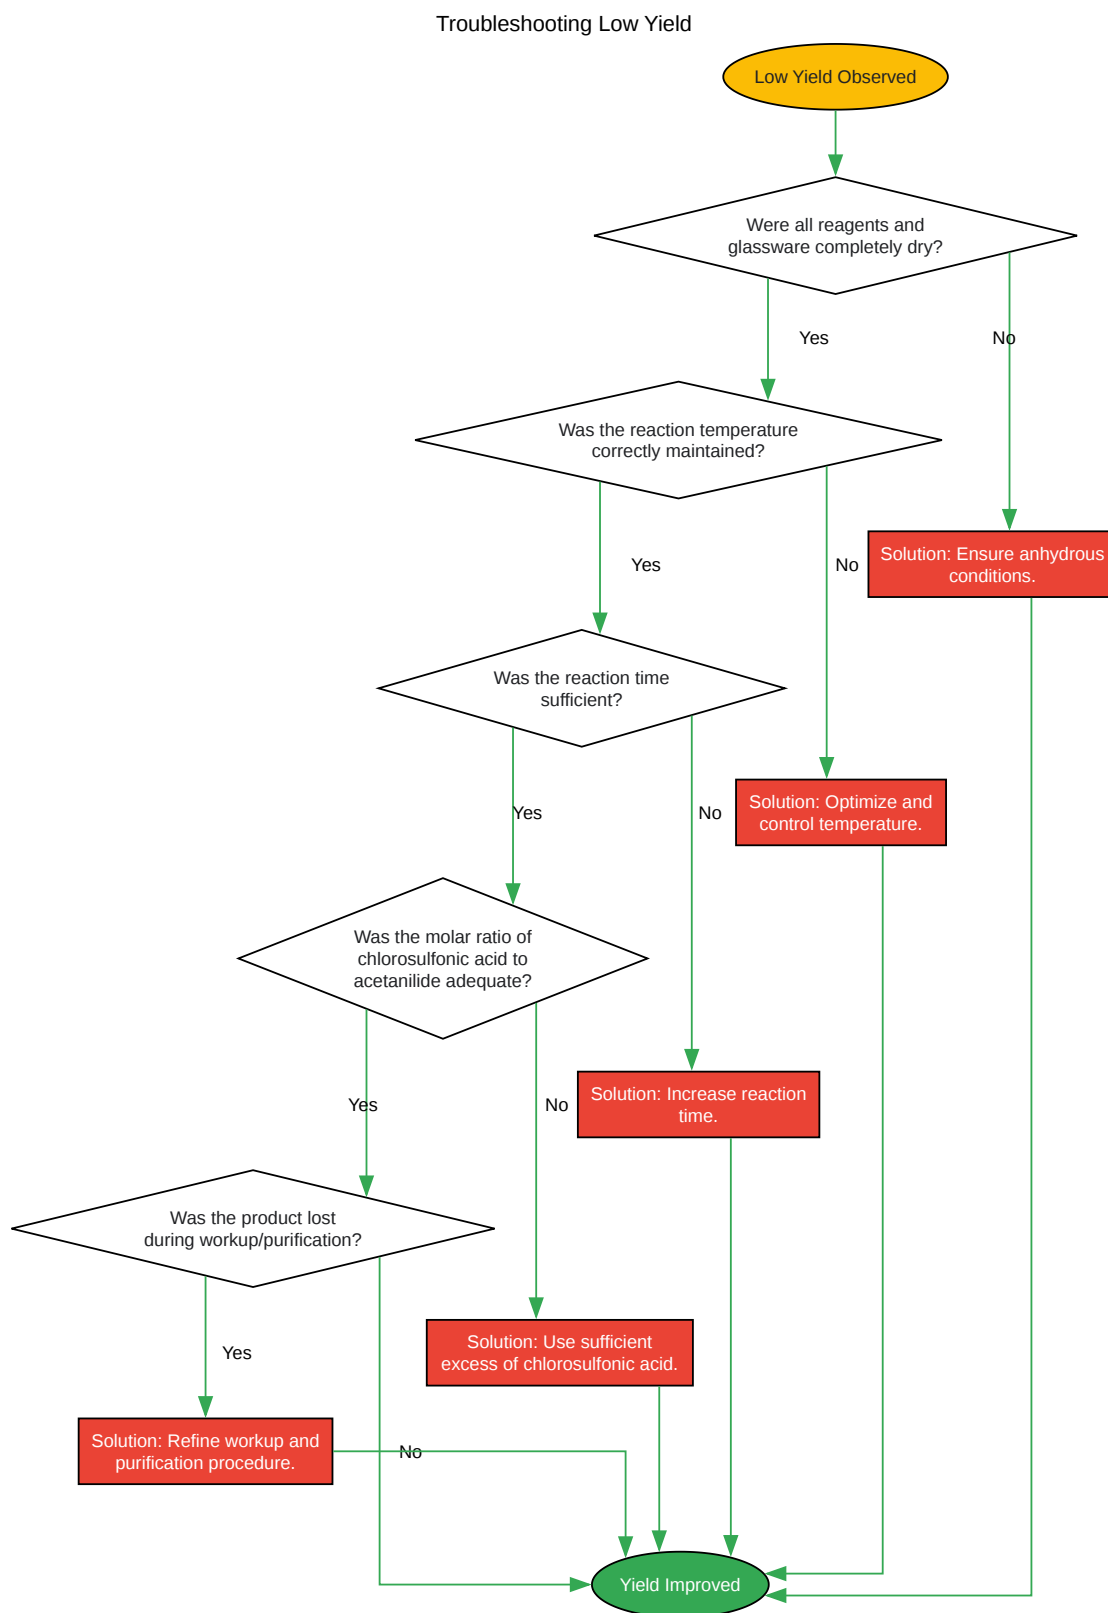 Troubleshooting Low Yield
Low Yield Observed
Were all reagents and
glassware completely dry?
Yes
No
Was the reaction temperature
correctly maintained?
Yes
No
Solution: Ensure anhydrous
conditions.
Was the reaction time
sufficient?
Yes
No
Solution: Optimize and
control temperature.
Was the molar ratio of
chlorosulfonic acid to
acetanilide adequate?
Yes
No
Solution: Increase reaction
time.
Was the product lost
during workup/purification?
Yes
Solution: Use sufficient
excess of chlorosulfonic acid.
Solution: Refine workup and
purification procedure.
No
Yield Improved